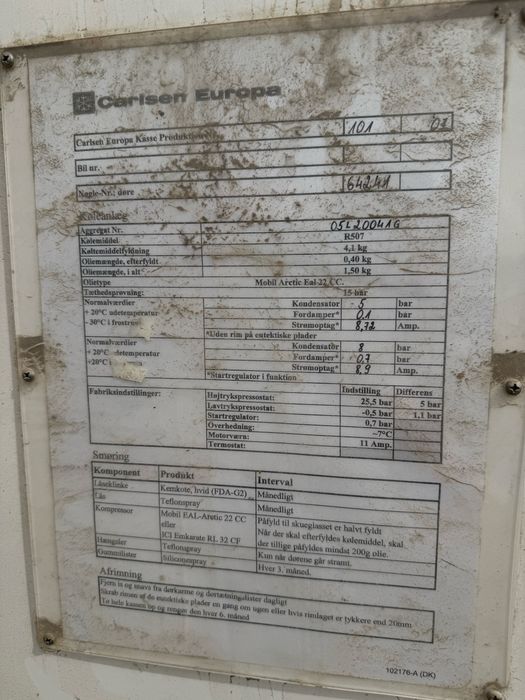 Carlsen Europa
Carlsen Europa Kasse Produktions 101 01
Bil nr.
Nøgle-Nr.: døre 64241
Køleanlæg
Aggregat Nr. 05L20041G
Kølemiddel R507
Kølemiddelfyldning 4,1 kg
Oliemængde, efterfyldt 0,40 kg
Oliemængde, i alt 1,50 kg
Olietype Mobil Arctic Eal 22 CC.
Tæthedsprøvning: 15 bar
Normalværdier Kondensator 5 bar
+ 20°C udetemperatur Fordamper* 0,1 bar
- 30°C i frostrum Strømoptag* 8,72 Amp.
*Uden rim på eutektiske plader
Normalværdier Kondensator 8 bar
+ 20°C detemperatur Fordamper* 0,7 bar
+20°C i Strømoptag* 8,9 Amp.
*Startregulator i funktion
Fabriksindstillinger: Indstilling Differens
Højtrykspressostat: 25,5 bar 5 bar
Lavtrykspressostat: -0,5 bar 1,1 bar
Startregulator: 0,7 bar
Overhedning: ~7°C
Motorværn: 11 Amp.
Termostat:
Smøring
Komponent Produkt Interval
Låseklinke Kemkote, hvid (FDA-G2) Månedligt
Lås Teflonspray Månedligt
Kompressor Mobil EAL-Arctic 22 CC Påfyld til skueglasset er halvt fyldt
eller Når der skal efterfyldes kølemiddel, skal
ICI Emkarate RL 32 CF der tillige påfyldes mindst 200g olie.
Hængsler Teflonspray Kun når dørene går stramt.
Gummilister Siliconespray Hver 3. måned.
Afrimning
Fjern is og snavs fra dørkarme og dørtætningslister dagligt
Skrab rimen af de eutektiske plader en gang om ugen eller hvis rimlaget er tykkere end 20mm
Tø hele kassen op og rengør den hver 6. måned
102176-A (DK)